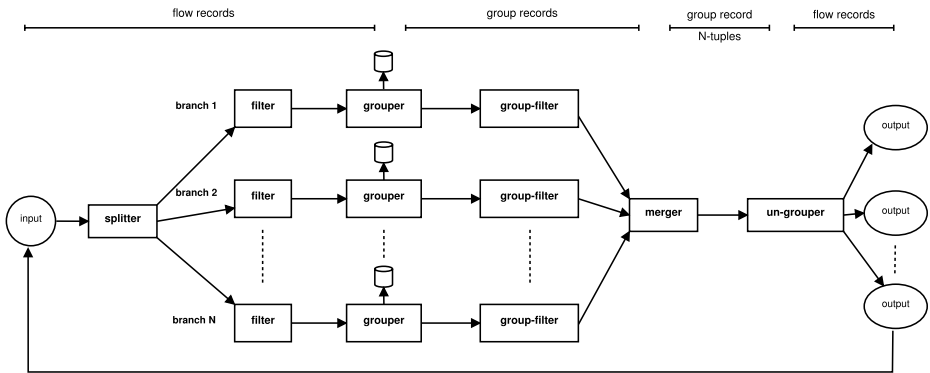 flow records
group records
group record
N-tuples
flow records
branch 1
filter
grouper
group-filter
output
branch 2
filter
grouper
group-filter
input
splitter
merger
un-grouper
output
branch N
filter
grouper
group-filter
output